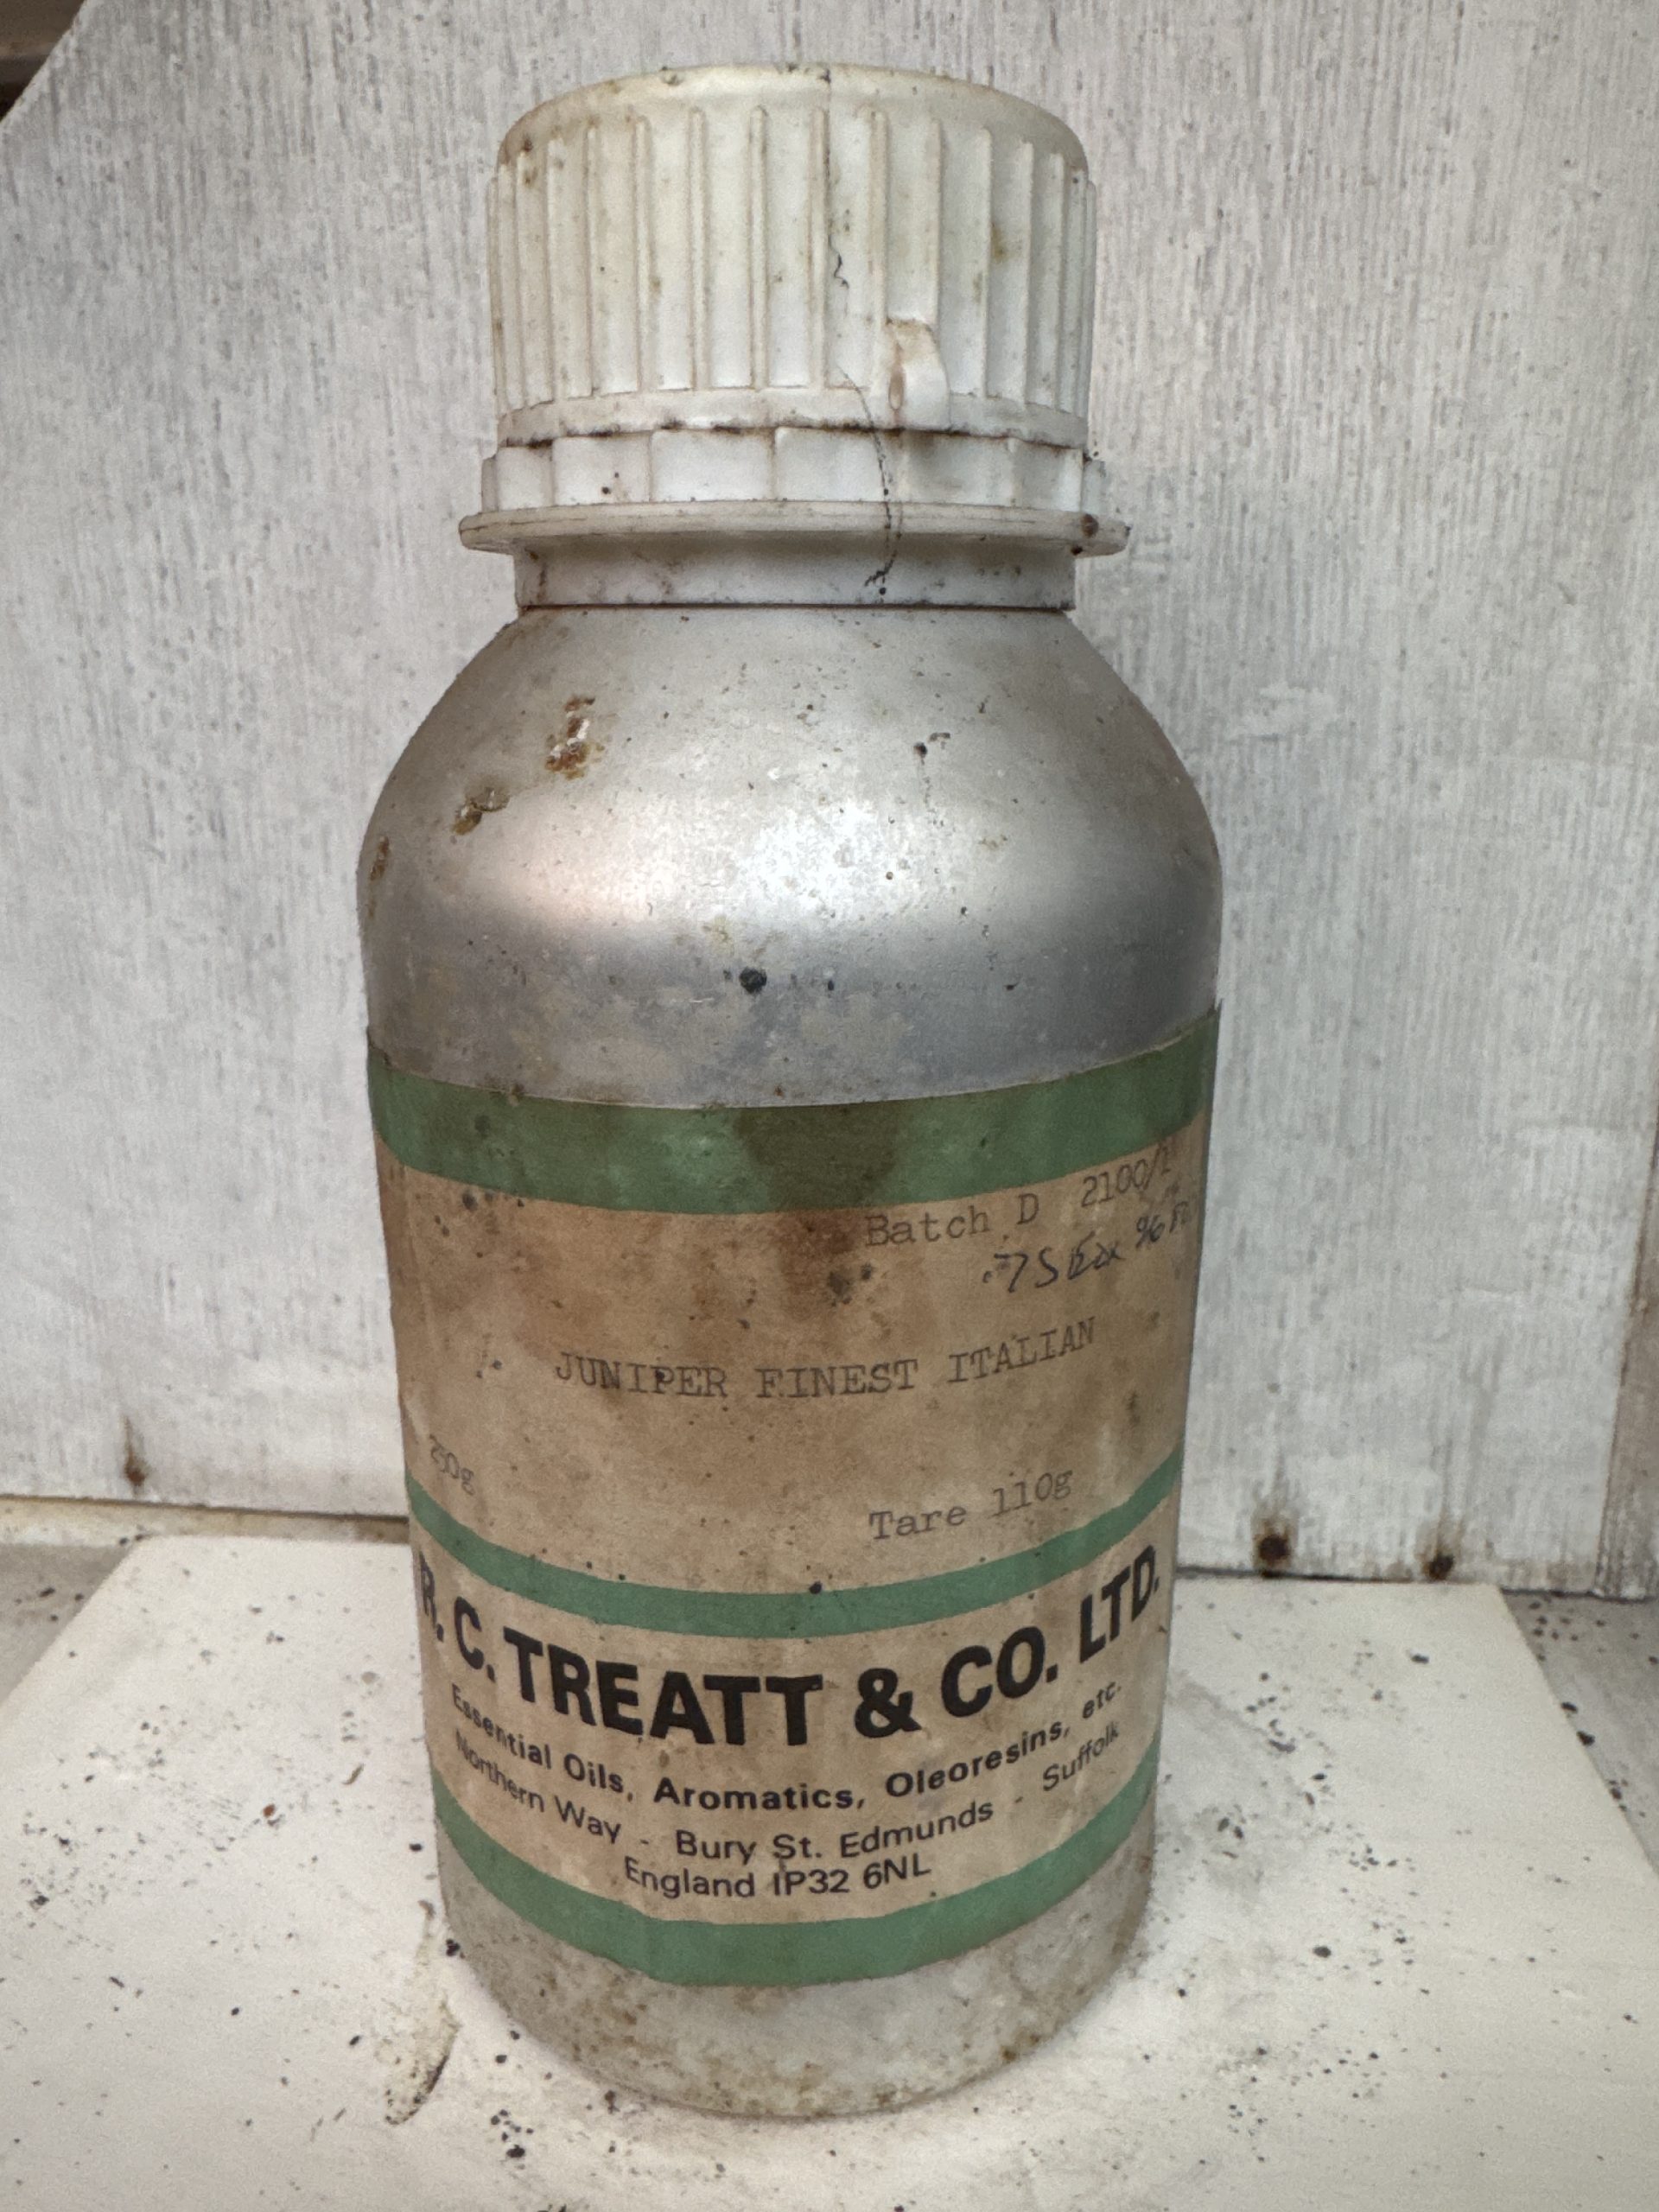 Batch D 2100/1
JUNIPER FINEST ITALIAN
250g
Tare 110g
R. C. TREATT & CO. LTD.
Essential Oils, Aromatics, Oleoresins, etc.
Northern Way - Bury St. Edmunds - Suffolk
England IP32 6NL